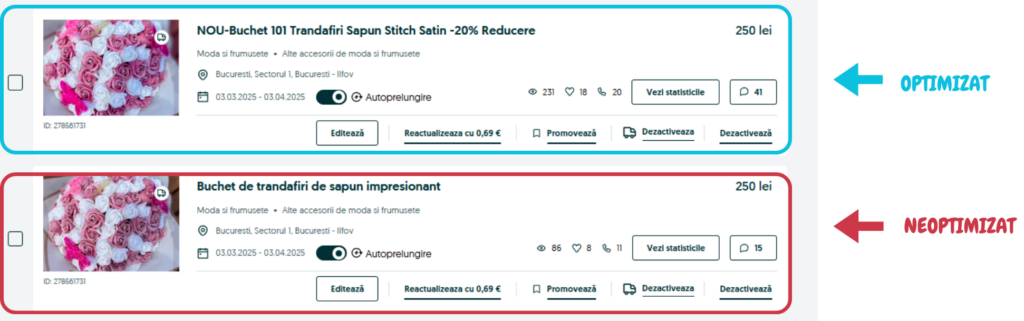 NOU-Buchet 101 Trandafiri Sapun Stitch Satin -20% Reducere 250 lei
Moda si frumusete • Alte accesorii de moda si frumusete
Bucuresti, Sectorul 1, Bucuresti - Ilfov
03.03.2025 - 03.04.2025 Autoprelungire 231 18 20 Vezi statisticile 41
OPTIMIZAT
ID: 278561731
Editează Reactualizeaza cu 0,69 € Promovează Dezactiveaza Dezactivează
Buchet de trandafiri de sapun impresionant 250 lei
Moda si frumusete • Alte accesorii de moda si frumusete
Bucuresti, Sectorul 1, Bucuresti - Ilfov
NEOPTIMIZAT
03.03.2025 - 03.04.2025 Autoprelungire 86 8 11 Vezi statisticile 15
ID: 278561731
Editează Reactualizeaza cu 0,69 € Promovează Dezactiveaza Dezactivează